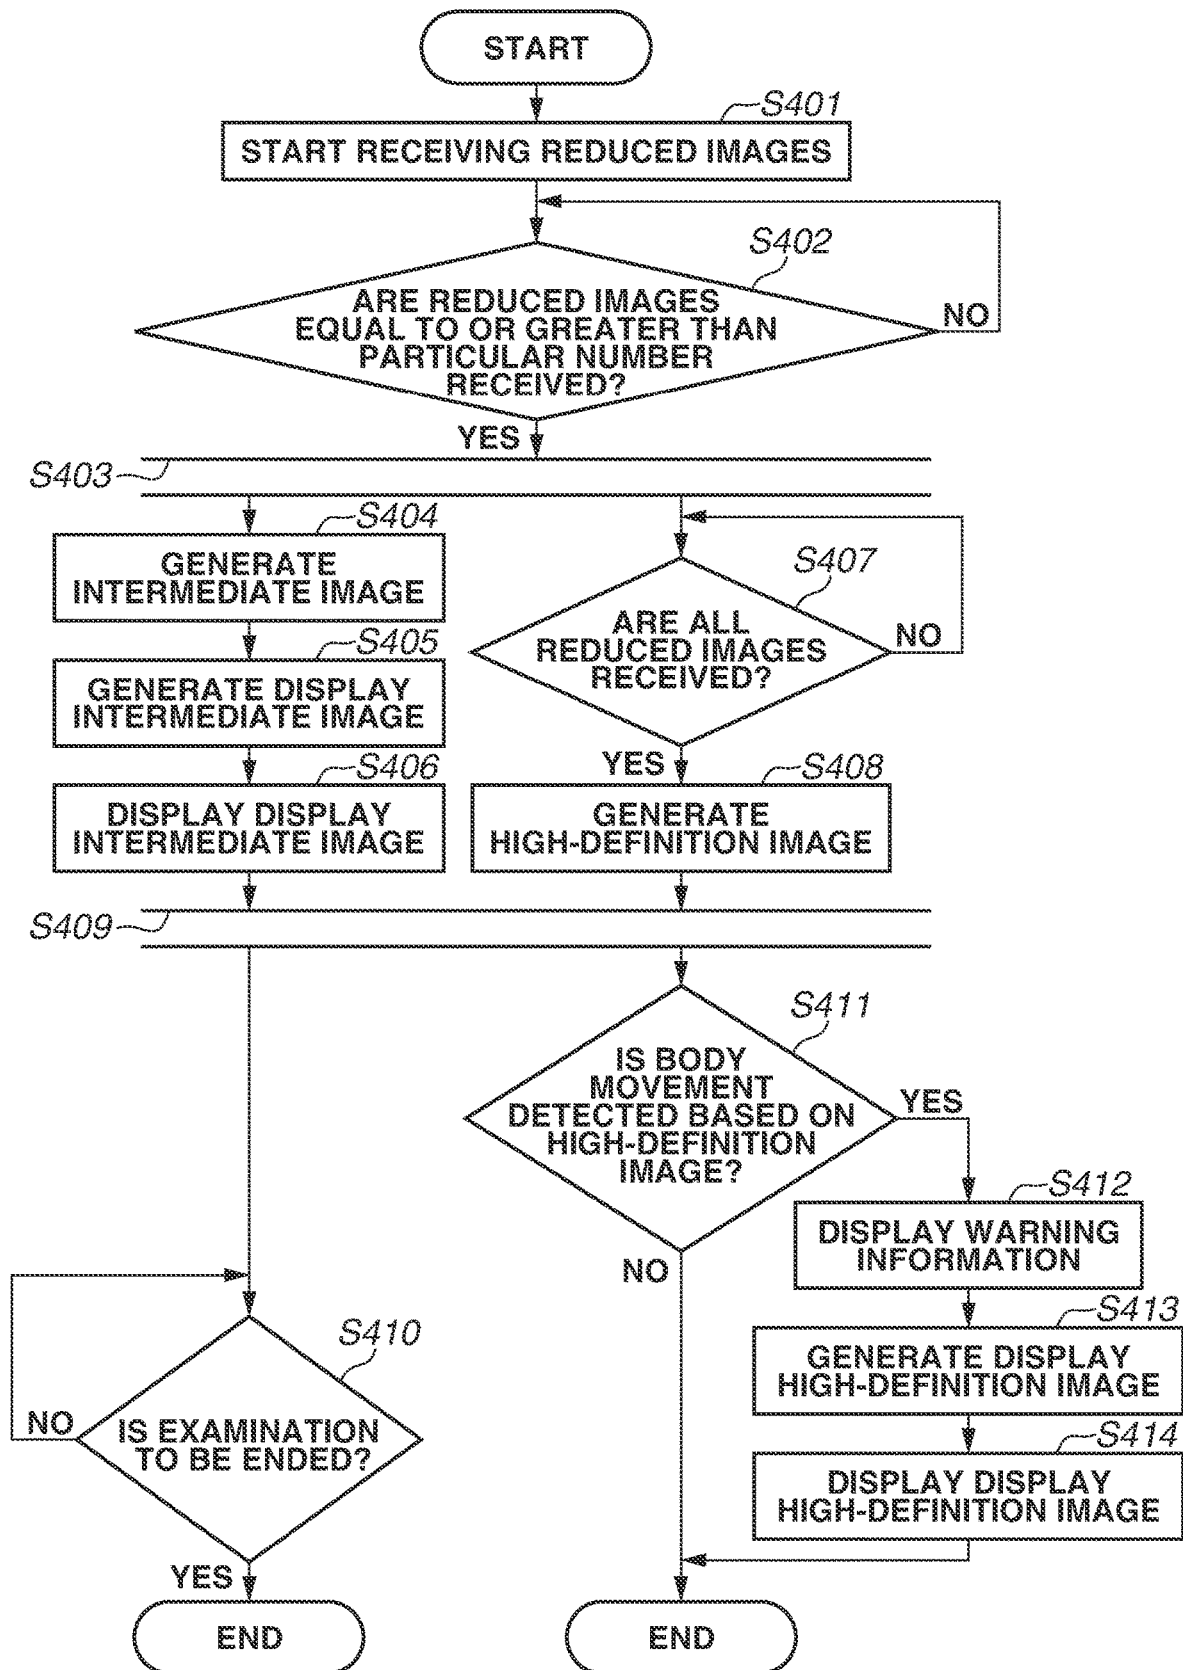 START
S401
START RECEIVING REDUCED IMAGES
S402
ARE REDUCED IMAGES
EQUAL TO OR GREATER THAN
PARTICULAR NUMBER
RECEIVED?
NO
YES
S403
S404
GENERATE
INTERMEDIATE IMAGE
S405
GENERATE DISPLAY
INTERMEDIATE IMAGE
S406
DISPLAY DISPLAY
INTERMEDIATE IMAGE
S407
ARE ALL
REDUCED IMAGES
RECEIVED?
NO
YES
S408
GENERATE
HIGH-DEFINITION IMAGE
S409
S410
IS EXAMINATION
TO BE ENDED?
NO
YES
END
S411
IS BODY
MOVEMENT
DETECTED BASED ON
HIGH-DEFINITION
IMAGE?
YES
NO
S412
DISPLAY WARNING
INFORMATION
S413
GENERATE DISPLAY
HIGH-DEFINITION IMAGE
S414
DISPLAY DISPLAY
HIGH-DEFINITION IMAGE
END